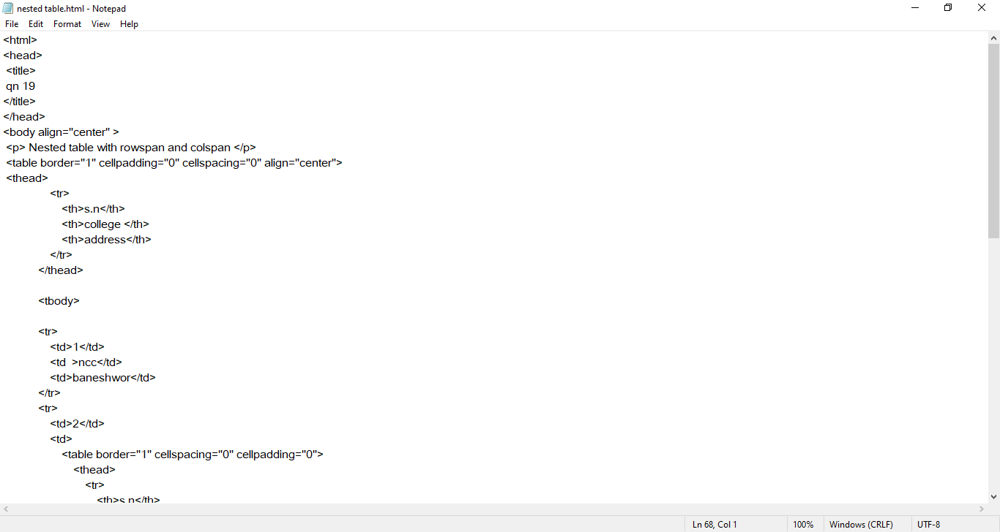 nested table.html - Notepad
File Edit Format View Help
<html>
<head>
 <title>
 qn 19
</title>
</head>
<body align="center" >
 <p> Nested table with rowspan and colspan </p>
 <table border="1" cellpadding="0" cellspacing="0" align="center">
 <thead>
                <tr>
                    <th>s.n</th>
                    <th>college </th>
                    <th>address</th>
                </tr>
            </thead>

            <tbody>

            <tr>
                <td>1</td>
                <td  >ncc</td>
                <td>baneshwor</td>
            </tr>
            <tr>
                <td>2</td>
                <td>
                    <table border="1" cellspacing="0" cellpadding="0">
                        <thead>
                            <tr>
                                <th>s.n</th>
Ln 68, Col 1 100% Windows (CRLF) UTF-8